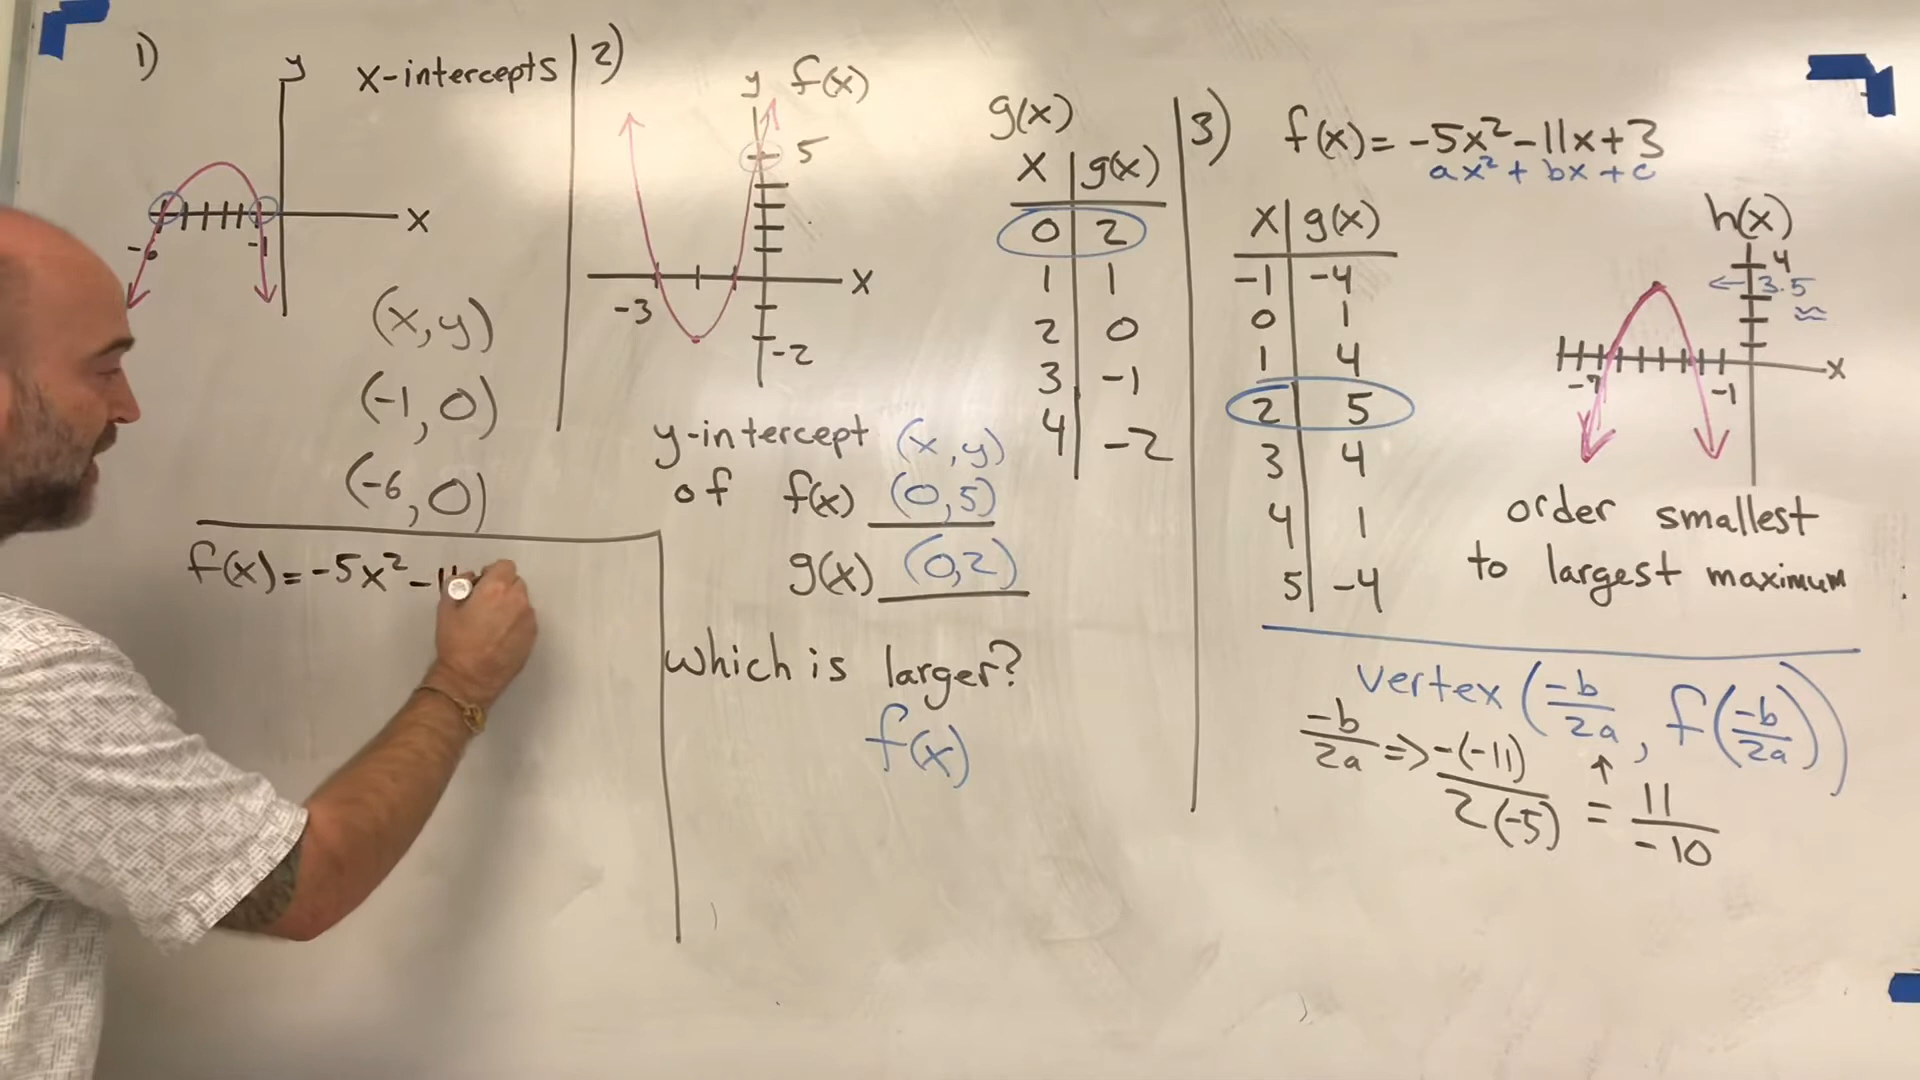 1)
y
x-intercepts
x
-6
-1
(x,y)
(-1,0)
(-6,0)
f(x)=-5x²-11
2)
y f(x)
5
x
-3
-2
g(x)
x g(x)
0 2
1 1
2 0
3 -1
4 -2
y-intercept (x,y)
of f(x) (0,5)
g(x) (0,2)
which is larger?
f(x)
3)
f(x)=-5x²-11x+3
ax²+bx+c
x g(x)
-1 -4
0 1
1 4
2 5
3 4
4 1
5 -4
h(x)
4
←3.5
≈
x
-7
-1
order smallest
to largest maximum
vertex (-b/2a, f(-b/2a))
-b/2a => -(-11)/2(-5) = 11/-10